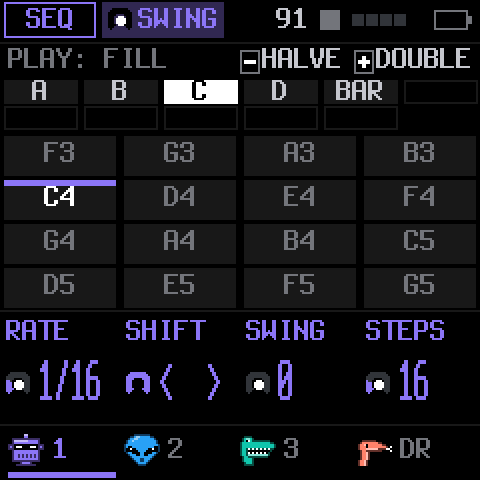 SEQ SWING 91
PLAY: FILL -HALVE +DOUBLE
A B C D BAR
F3 G3 A3 B3
C4 D4 E4 F4
G4 A4 B4 C5
D5 E5 F5 G5
RATE SHIFT SWING STEPS
1/16 〈 〉 0 16
1 2 3 DR